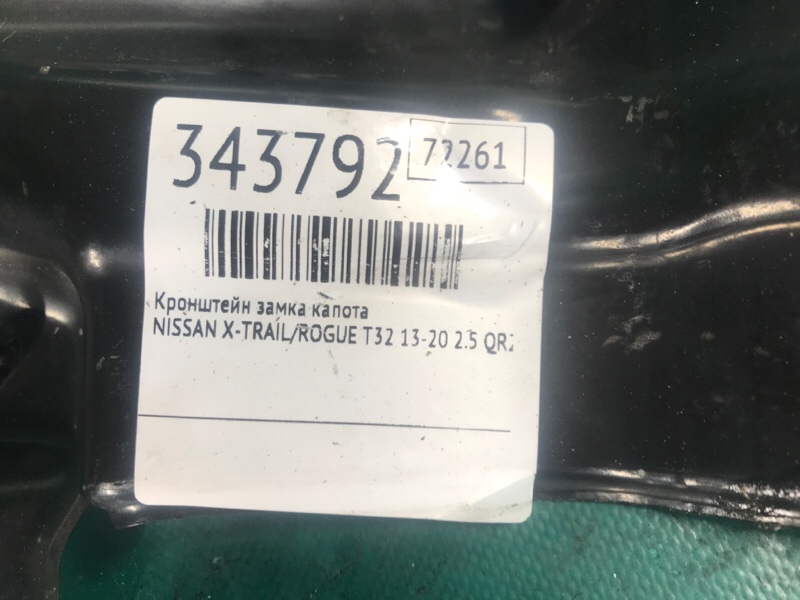 343792 72261
Кронштейн замка капота
NISSAN X-TRAIL/ROGUE T32 13-20 2.5